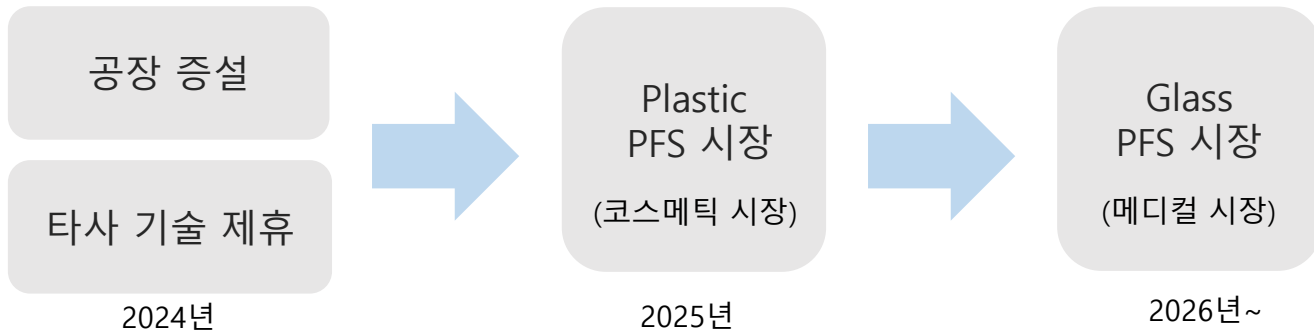 공장 증설
타사 기술 제휴
2024년
Plastic
PFS 시장
(코스메틱 시장)
2025년
Glass
PFS 시장
(메디컬 시장)
2026년~